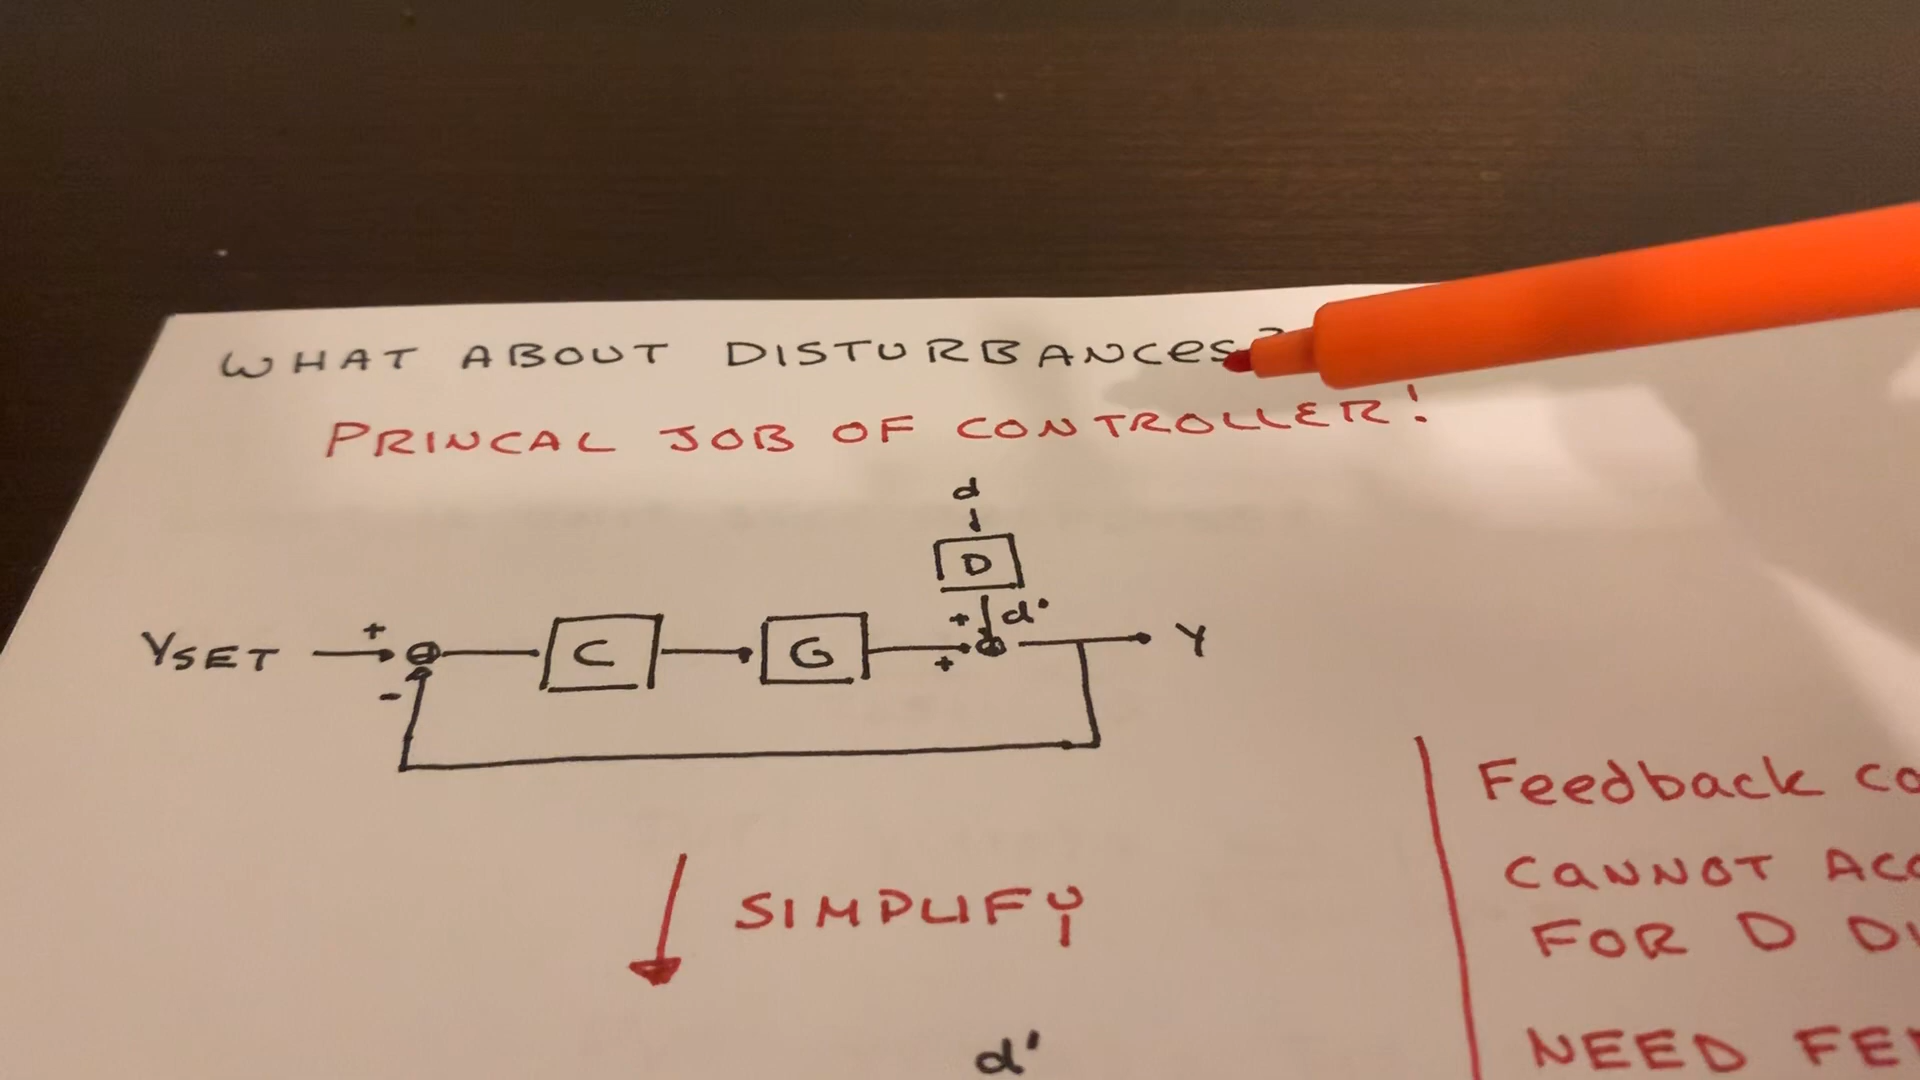 WHAT ABOUT DISTURBANCES?
PRINCAL JOB OF CONTROLLER!
d
D
+ d'
YSET + - C G + Y
SIMPLIFY
d'
Feedback
CANNOT
FOR D
NEED